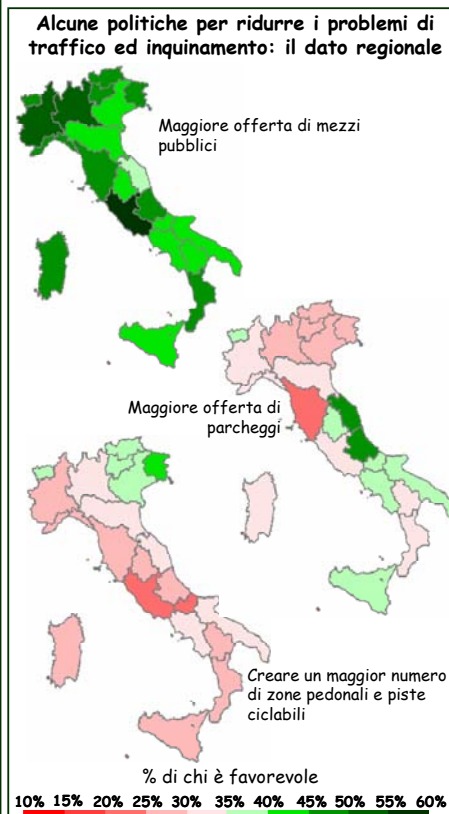 Alcune politiche per ridurre i problemi di
traffico ed inquinamento: il dato regionale
Maggiore offerta di mezzi
pubblici
Maggiore offerta di
parcheggi
Creare un maggior numero
di zone pedonali e piste
ciclabili
% di chi è favorevole
10% 15% 20% 25% 30% 35% 40% 45% 50% 55% 60%